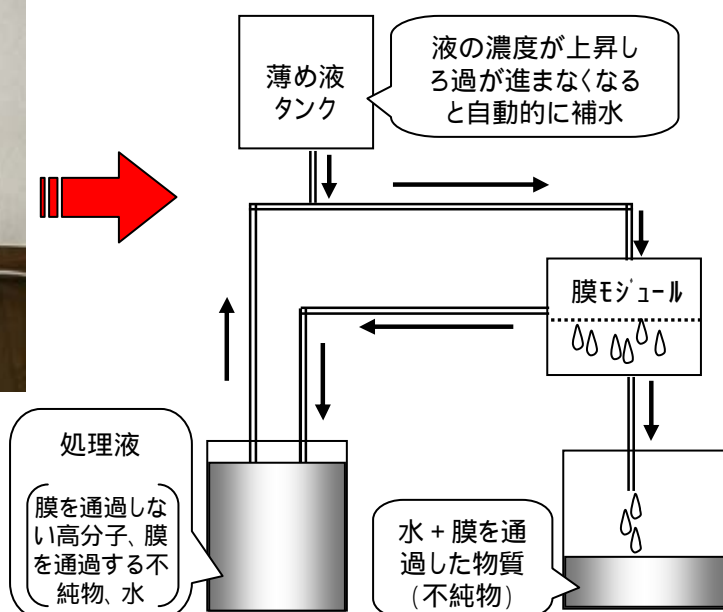 薄め液
タンク
液の濃度が上昇し
ろ過が進まなくなる
と自動的に補水
膜モジュール
処理液
膜を通過しな
い高分子、膜
を通過する不
純物、水
水+膜を通
過した物質
(不純物)